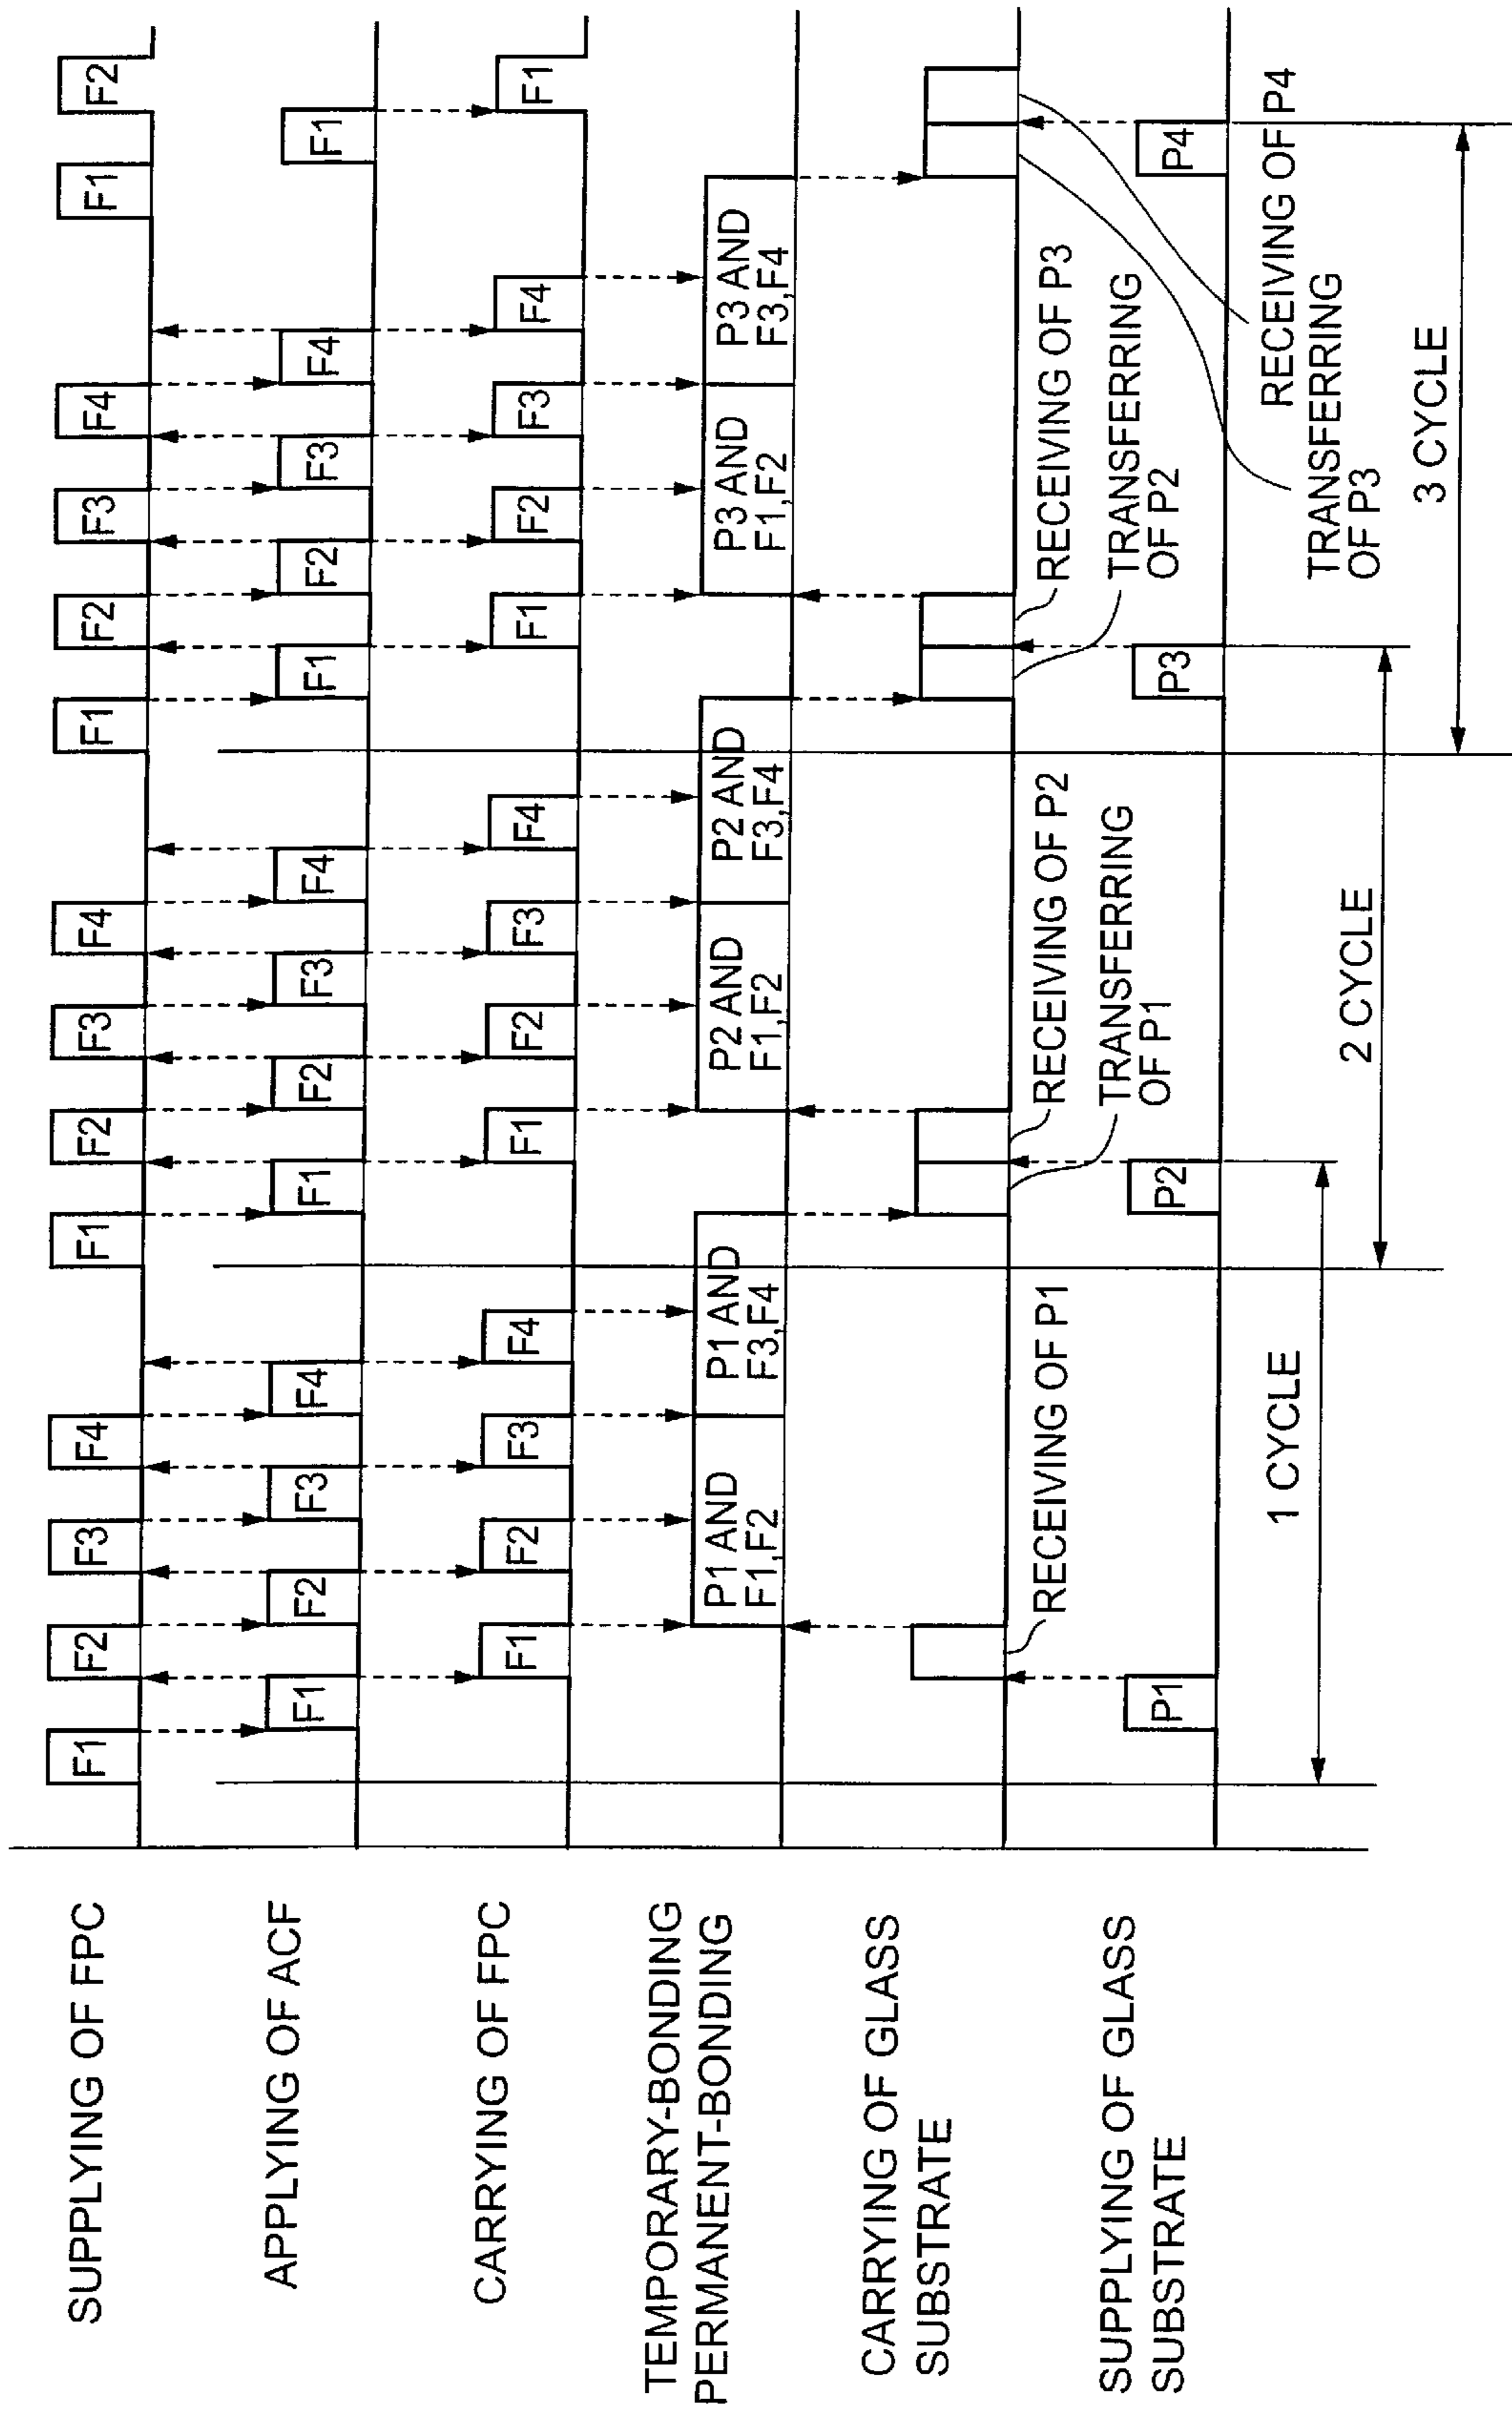 SUPPLYING OF FPC
F1
F2
F3
F4
F1
F2
F3
F4
F1
F2
F3
F4
F1
F2
APPLYING OF ACF
F1
F2
F3
F4
F1
F2
F3
F4
F1
F2
F3
F4
F1
CARRYING OF FPC
F1
F2
F3
F4
F1
F2
F3
F4
F1
F2
F3
F4
F1
TEMPORARY-BONDING
PERMANENT-BONDING
P1 AND
F1,F2
P1 AND
F3,F4
P2 AND
F1,F2
P2 AND
F3,F4
P3 AND
F1,F2
P3 AND
F3,F4
CARRYING OF GLASS
SUBSTRATE
RECEIVING OF P1
RECEIVING OF P2
TRANSFERRING
OF P1
RECEIVING OF P3
TRANSFERRING
OF P2
RECEIVING OF P4
TRANSFERRING
OF P3
SUPPLYING OF GLASS
SUBSTRATE
P1
P2
P3
P4
1 CYCLE
2 CYCLE
3 CYCLE